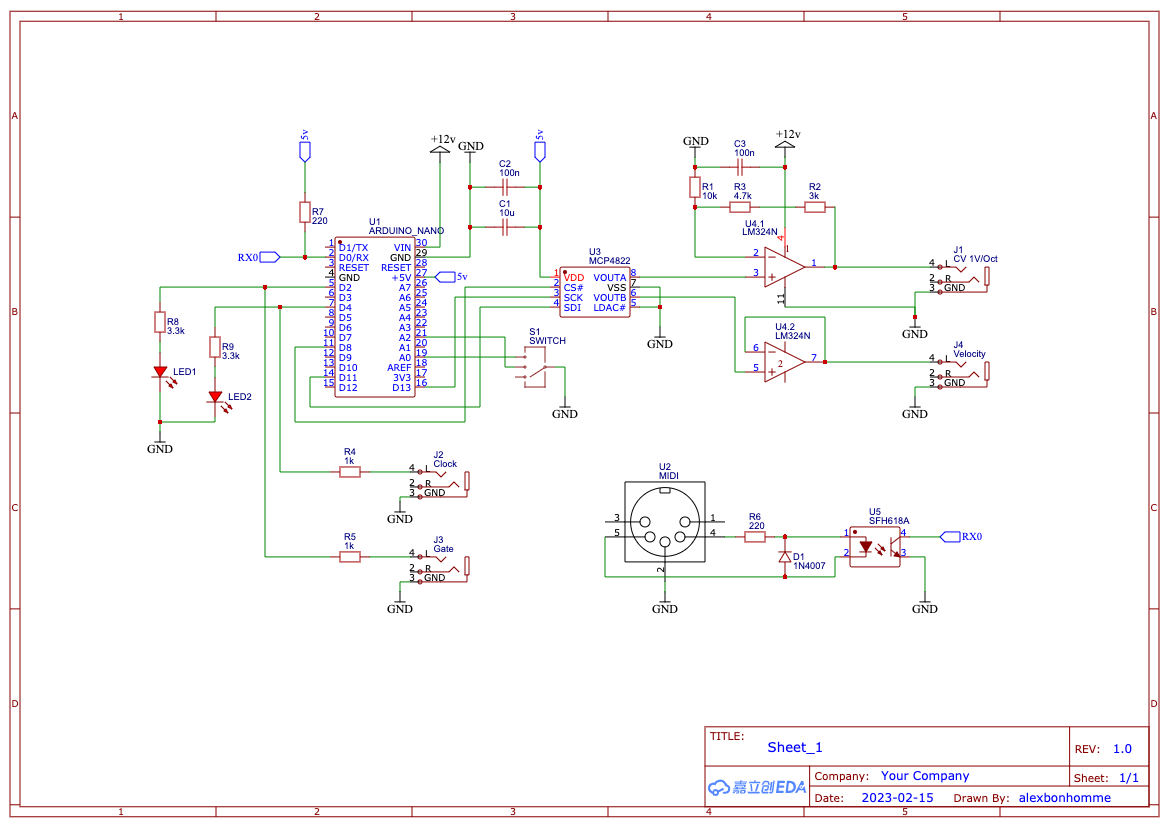 1 2 3 4 5
A A
B B
C C
D D
1 2 3 4 5
5v
+12v
GND
5v
GND
+12v
C2
100n
C1
10u
C3
100n
R1
10k
R3
4.7k
R2
3k
R7
220
RX0
U1
ARDUINO_NANO
1 D1/TX VIN 30
2 D0/RX GND 29
3 RESET RESET 28
4 GND +5V 27
5 D2 A7 26
6 D3 A6 25
7 D4 A5 24
8 D5 A4 23
9 D6 A3 22
10 D7 A2 21
11 D8 A1 20
12 D9 A0 19
13 D10 AREF 18
14 D11 3V3 17
15 D12 D13 16
5v
U3
MCP4822
1 VDD VOUTA 8
2 CS# VSS 7
3 SCK VOUTB 6
4 SDI LDAC# 5
GND
U4.1
LM324N
4
1
2
3
1
11
J1
CV 1V/Oct
4 L
2 R
3 GND
GND
U4.2
LM324N
6
5
2
7
J4
Velocity
4 L
2 R
3 GND
GND
S1
SWITCH
GND
R8
3.3k
R9
3.3k
LED1
LED2
GND
R4
1k
J2
Clock
4 L
2 R
3 GND
GND
R5
1k
J3
Gate
4 L
2 R
3 GND
GND
U2
MIDI
3
5
1
4
2
GND
R6
220
D1
1N4007
U5
SFH618A
1
2
4
3
RX0
GND
TITLE:
Sheet_1
REV: 1.0
嘉立创EDA
Company: Your Company
Sheet: 1/1
Date: 2023-02-15 Drawn By: alexbonhomme